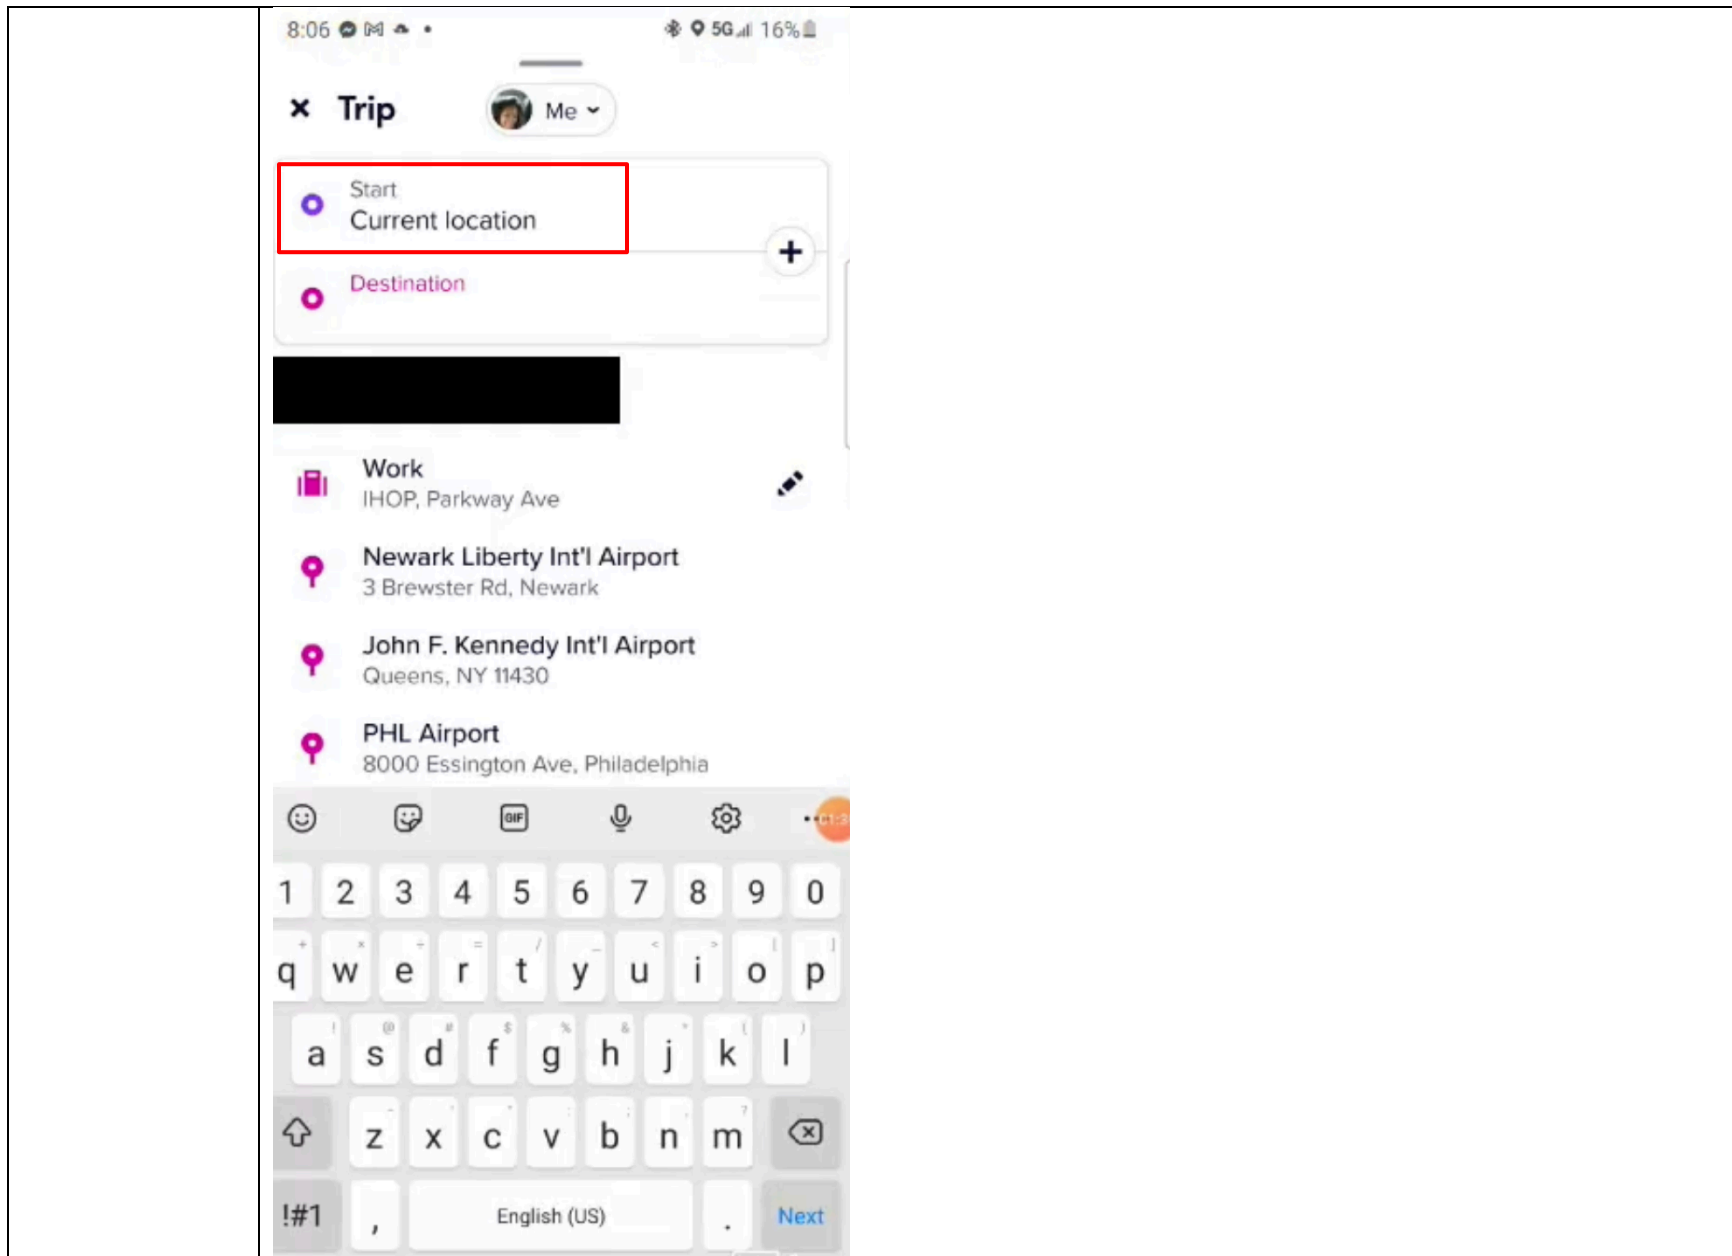 8:06 5G 16%
Trip Me
Start
Current location
Destination
Work
IHOP, Parkway Ave
Newark Liberty Int'l Airport
3 Brewster Rd, Newark
John F. Kennedy Int'l Airport
Queens, NY 11430
PHL Airport
8000 Essington Ave, Philadelphia
GIF
1 2 3 4 5 6 7 8 9 0
+ × ÷ = / _ < > [ ]
q w e r t y u i o p
! @ # $ % & * ( )
a s d f g h j k l
- ' " : ; , ?
z x c v b n m
!#1 , English (US) . Next